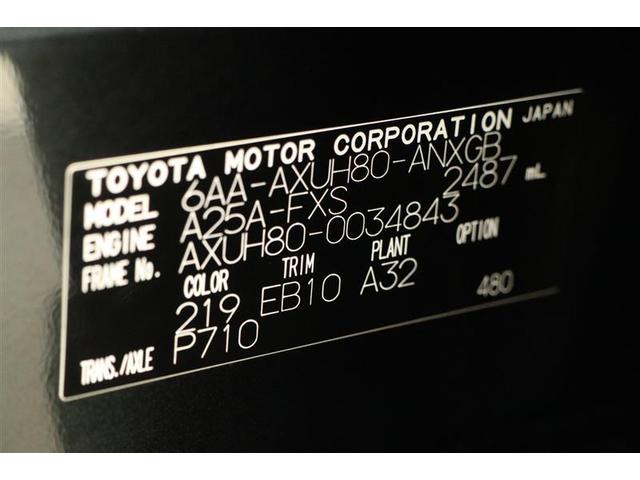 TOYOTA MOTOR CORPORATION JAPAN
MODEL 6AA-AXUH80-ANXGB
ENGINE A25A-FXS 2487 mL
FRAME No. AXUH80-0034843
COLOR TRIM PLANT OPTION
219 EB10 A32 480
TRANS./AXLE P710